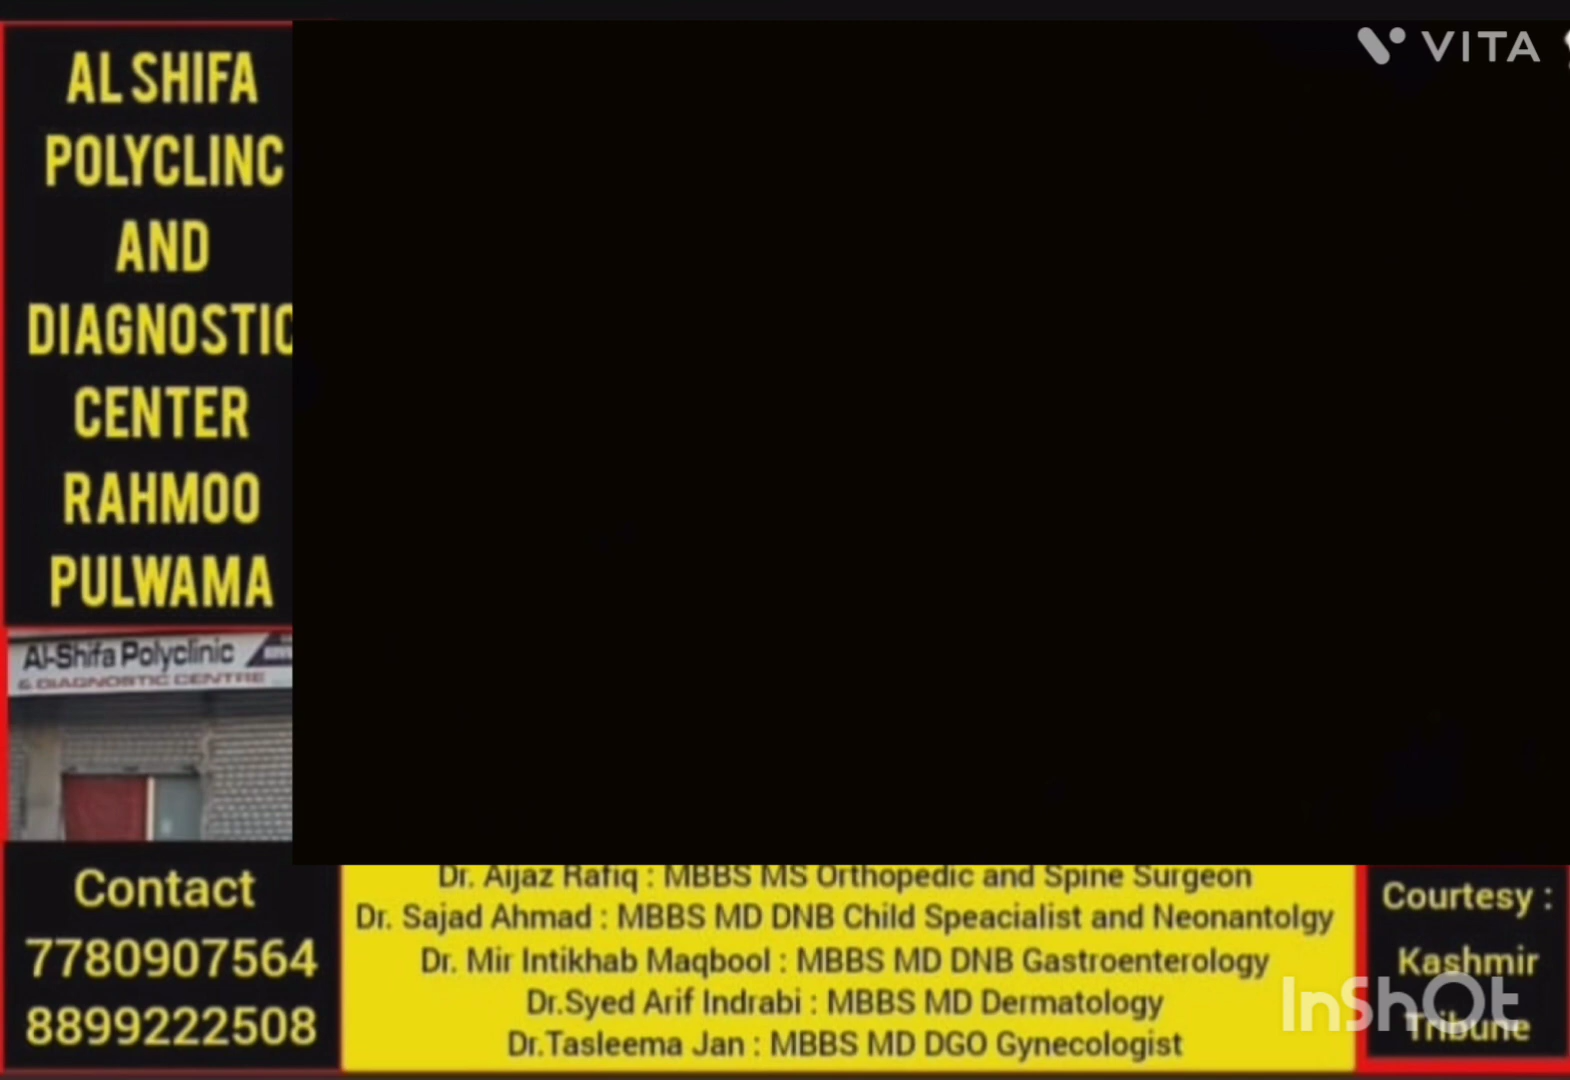 VITA
AL SHIFA
POLYCLINC
AND
DIAGNOSTIC
CENTER
RAHMOO
PULWAMA
Al-Shifa Polyclinic
& DIAGNOSTIC CENTRE
Contact
7780907564
8899222508
Dr. Aijaz Rafiq : MBBS MS Orthopedic and Spine Surgeon
Dr. Sajad Ahmad : MBBS MD DNB Child Speacialist and Neonantolgy
Dr. Mir Intikhab Maqbool : MBBS MD DNB Gastroenterology
Dr.Syed Arif Indrabi : MBBS MD Dermatology
Dr.Tasleema Jan : MBBS MD DGO Gynecologist
Courtesy :
Kashmir
Tribune
InShOt